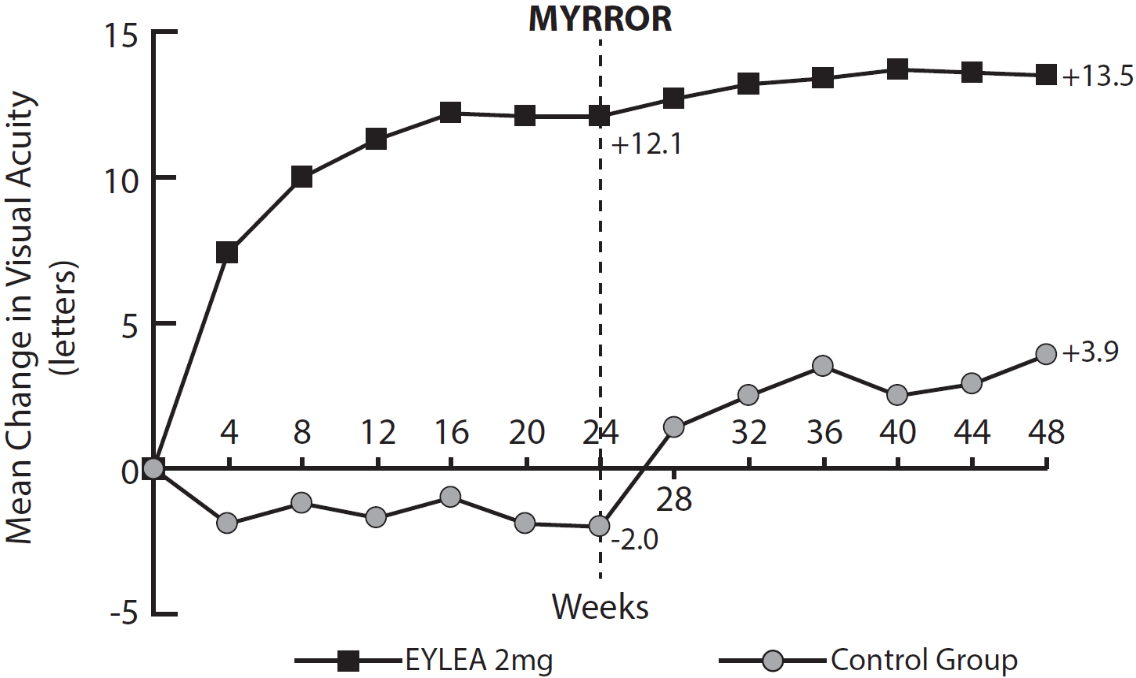 MYRROR
15
10
5
0
-5
Mean Change in Visual Acuity
(letters)
+12.1
+13.5
+3.9
-2.0
4 8 12 16 20 24 32 36 40 44 48
28
Weeks
EYLEA 2mg Control Group